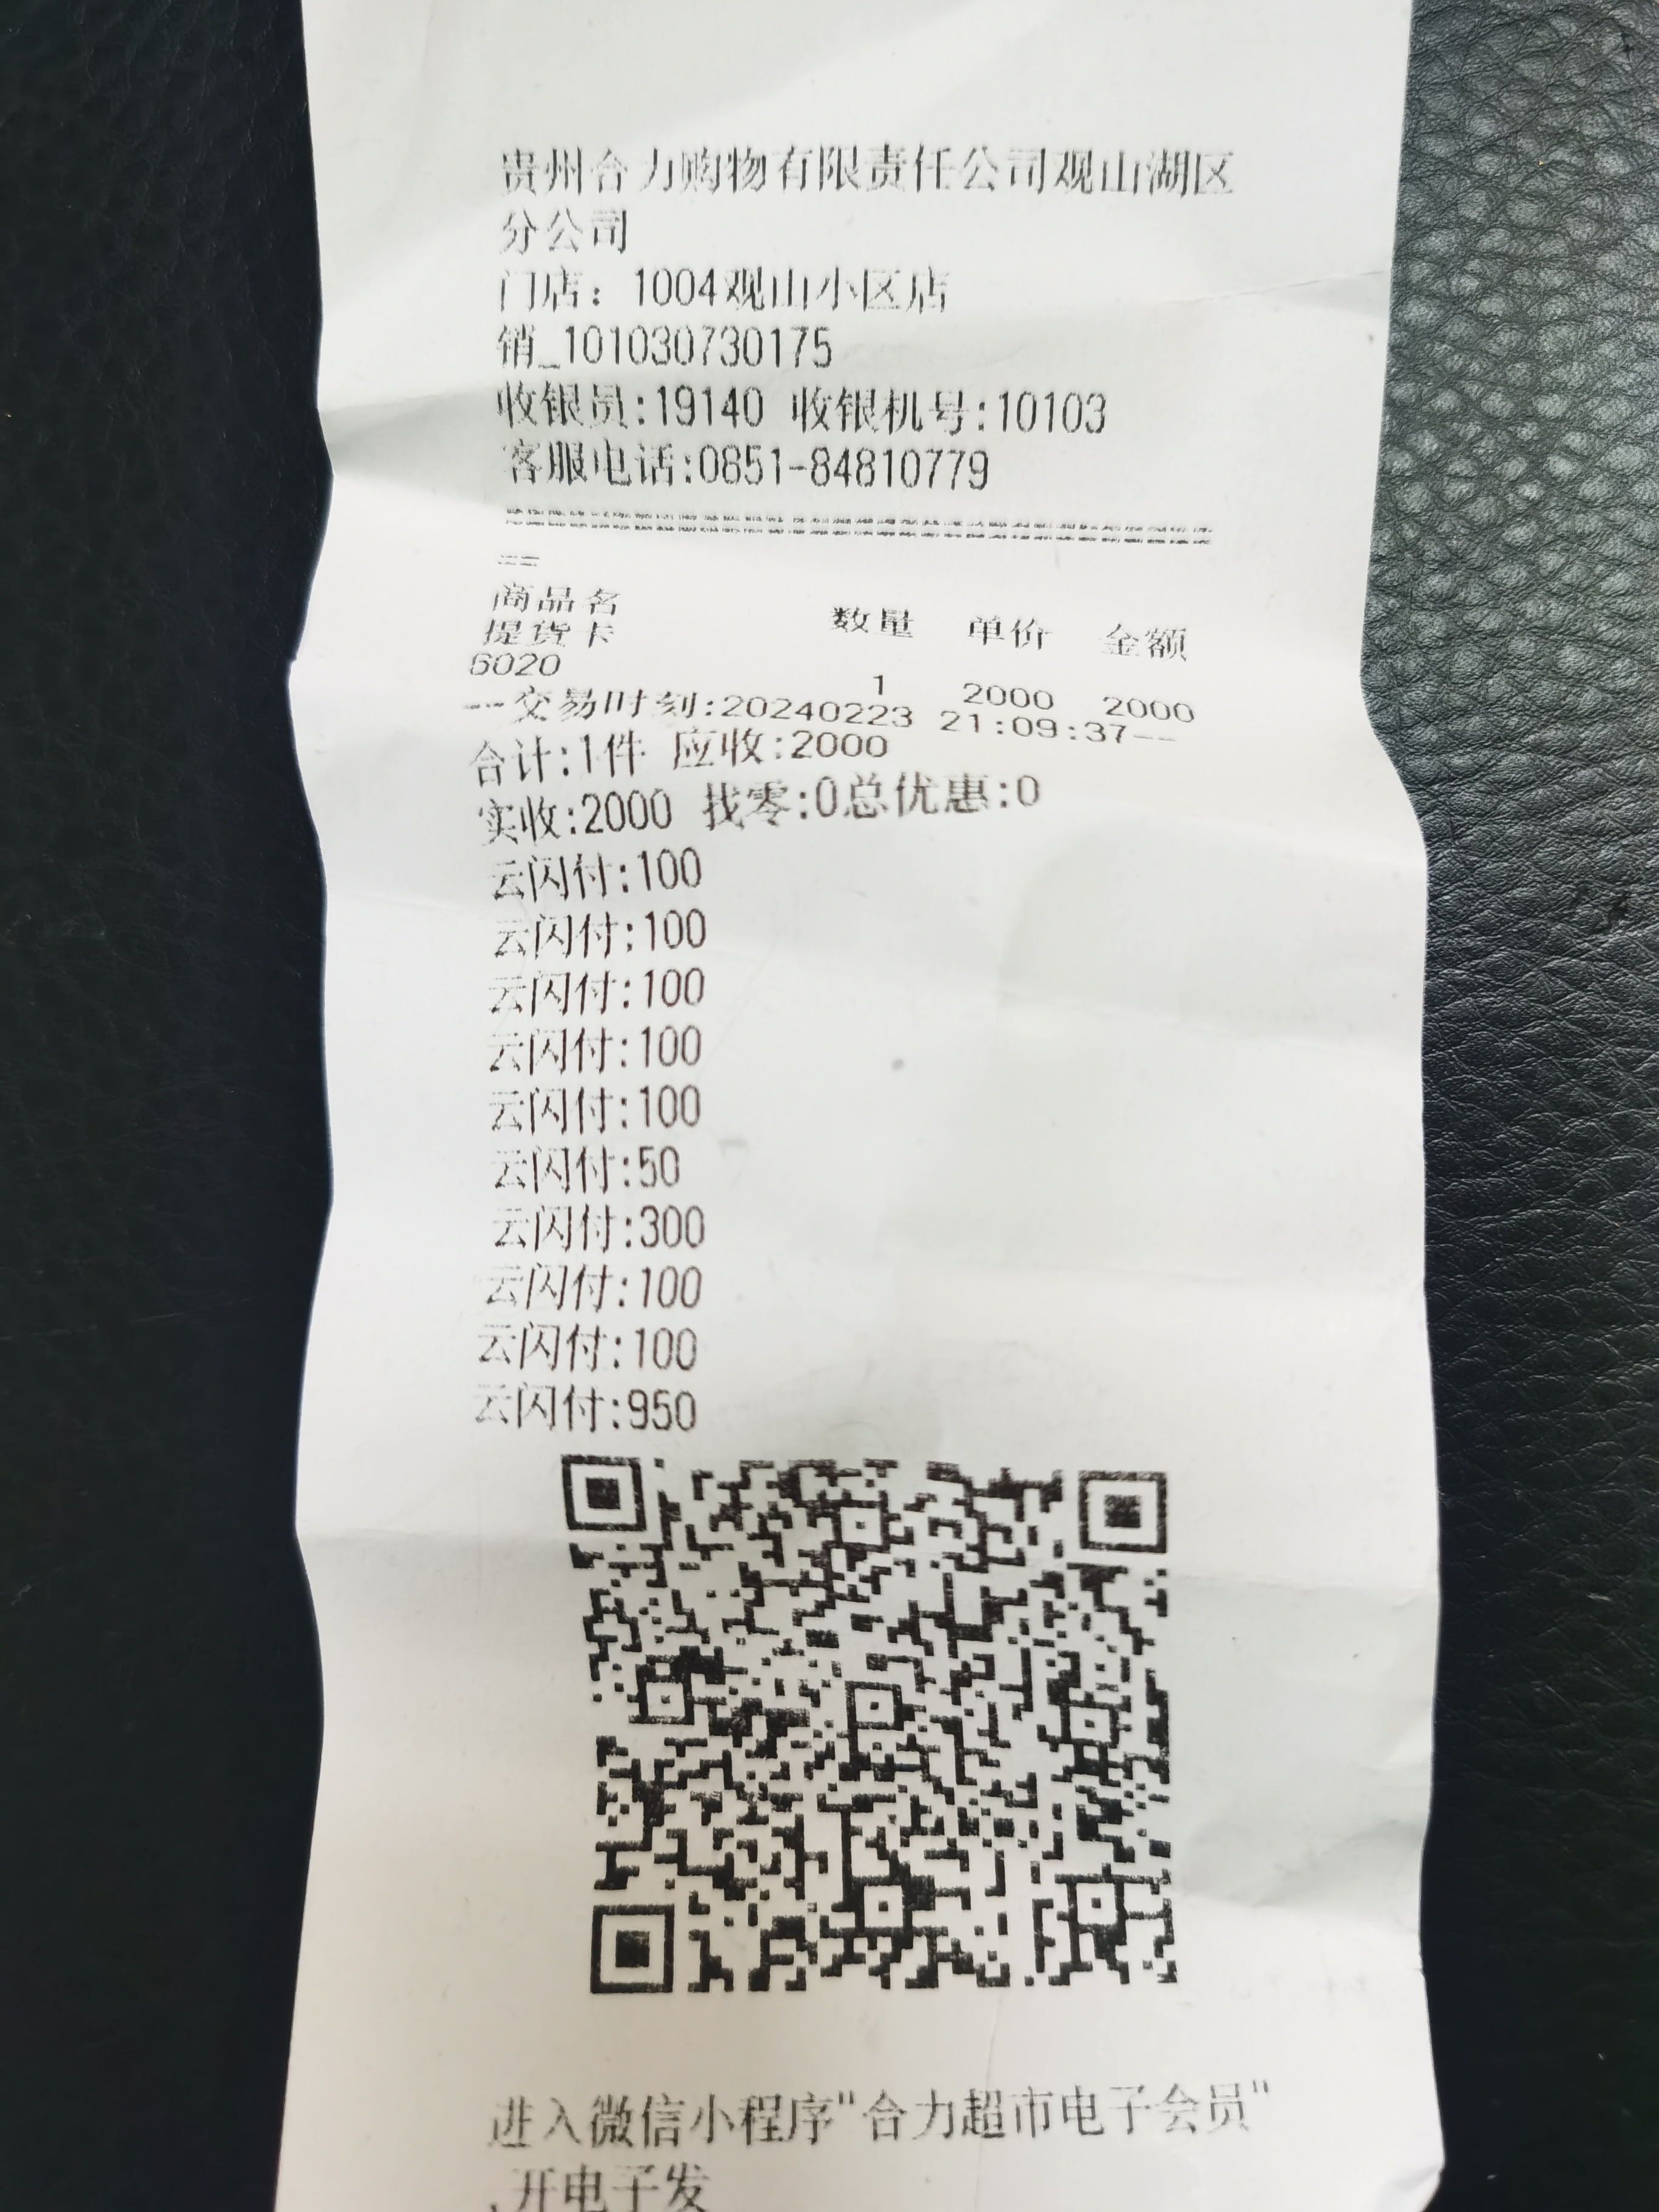 贵州合力购物有限责任公司观山湖区
分公司
门店：1004观山小区店
销_101030730175
收银员:19140 收银机号:10103
客服电话:0851-84810779
==
商品名 数量 单价 金额
提货卡
6020
1 2000 2000
--交易时刻:20240223 21:09:37--
合计:1件 应收:2000
实收:2000 找零:0总优惠:0
云闪付:100
云闪付:100
云闪付:100
云闪付:100
云闪付:100
云闪付:50
云闪付:300
云闪付:100
云闪付:100
云闪付:950
进入微信小程序"合力超市电子会员"
,开电子发